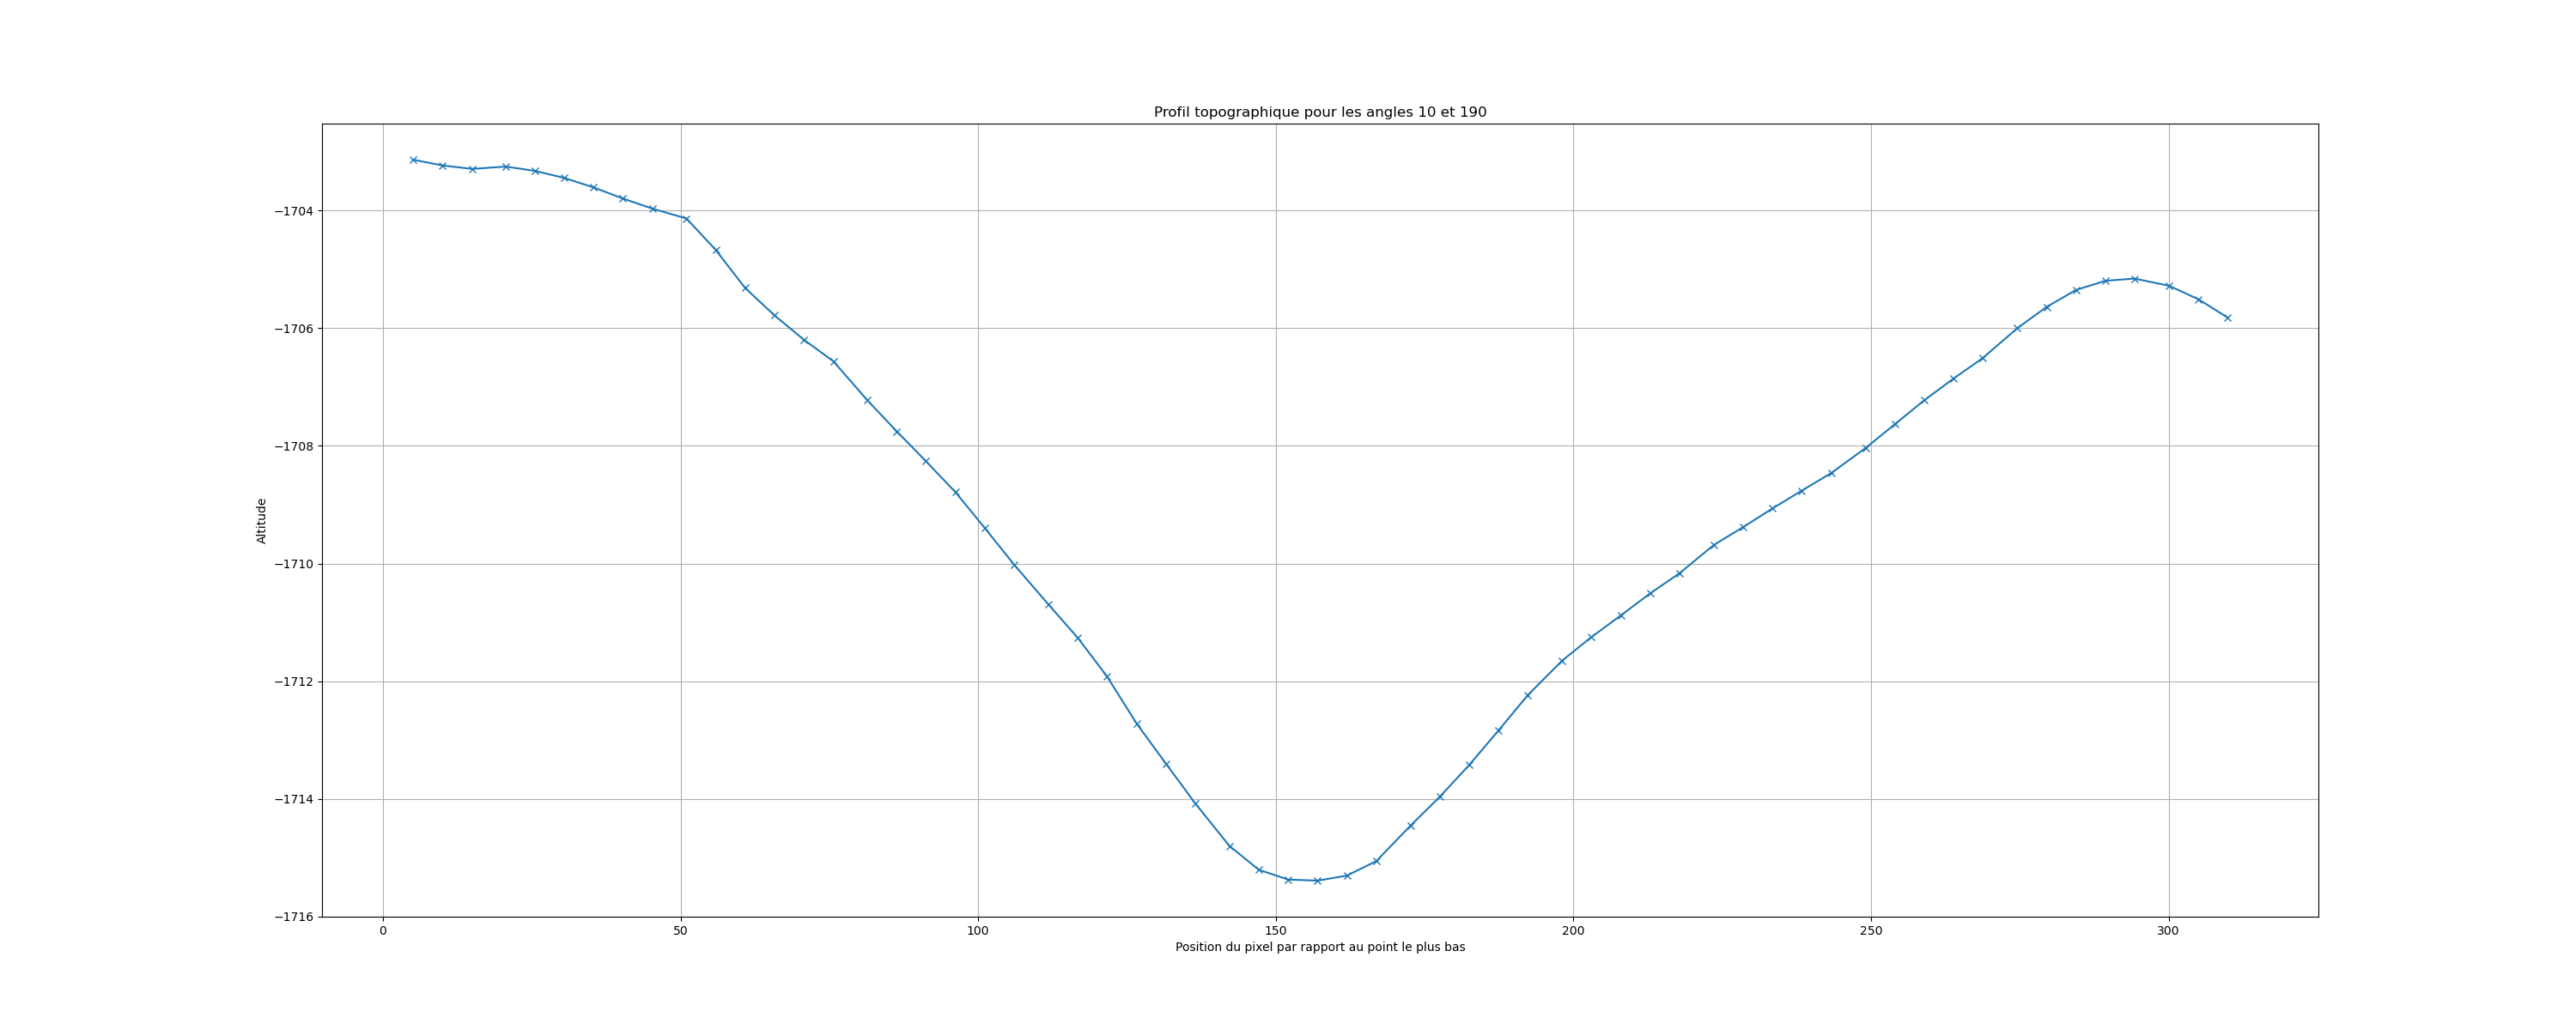 Profil topographique pour les angles 10 et 190
−1704
−1706
−1708
−1710
−1712
−1714
−1716
Altitude
0 50 100 150 200 250 300
Position du pixel par rapport au point le plus bas